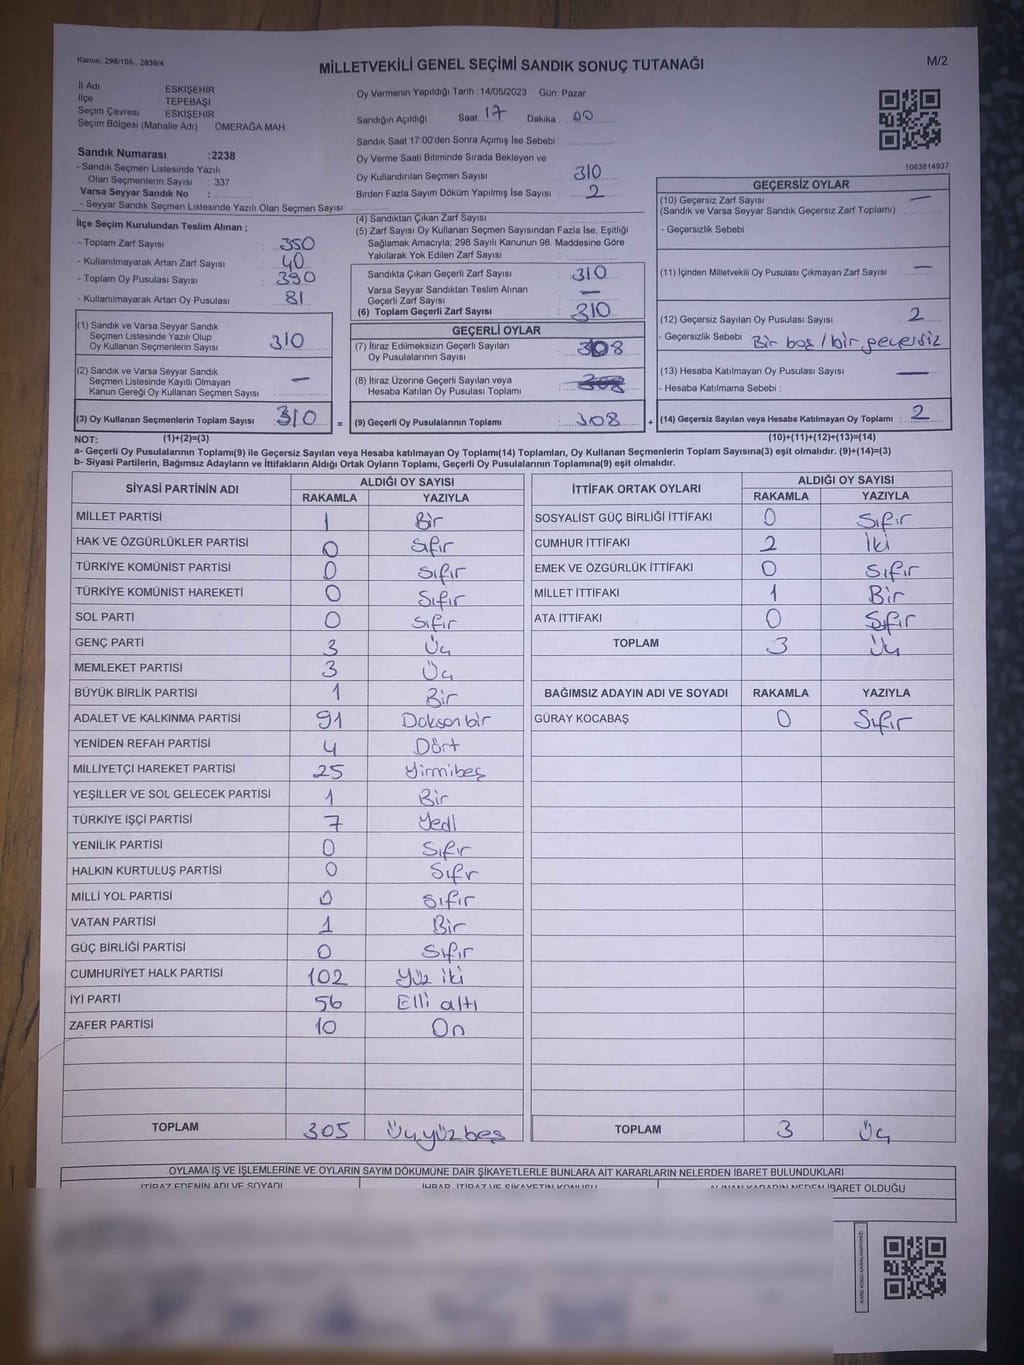 Kanun: 298/105 , 2839/4
MİLLETVEKİLİ GENEL SEÇİMİ SANDIK SONUÇ TUTANAĞI
M/2
İl Adı : ESKİŞEHİR
İlçe : TEPEBAŞI
Seçim Çevresi : ESKİŞEHİR
Seçim Bölgesi (Mahalle Adı) : ÖMERAĞA MAH.
Sandık Numarası :2238
- Sandık Seçmen Listesinde Yazılı
Olan Seçmenlerin Sayısı : 337
Varsa Seyyar Sandık No :
- Seyyar Sandık Seçmen Listesinde Yazılı Olan Seçmen Sayısı
Oy Vermenin Yapıldığı Tarih : 14/05/2023 Gün: Pazar
Sandığın Açıldığı Saat: 17 Dakika : 00
Sandık Saat 17:00'den Sonra Açımış İse Sebebi
Oy Verme Saati Bitiminde Sırada Bekleyen ve
Oy Kullandırılan Seçmen Sayısı 310
Birden Fazla Sayım Döküm Yapılmış İse Sayısı 2
1083614937
İlçe Seçim Kurulundan Teslim Alınan ;
- Toplam Zarf Sayısı : 350
- Kullanılmayarak Artan Zarf Sayısı : 40
- Toplam Oy Pusulası Sayısı : 390
- Kullanılmayarak Artan Oy Pusulası : 81
(1) Sandık ve Varsa Seyyar Sandık
Seçmen Listesinde Yazılı Olup
Oy Kullanan Seçmenlerin Sayısı 310
(2) Sandık ve Varsa Seyyar Sandık
Seçmen Listesinde Kayıtlı Olmayan
Kanun Gereği Oy Kullanan Seçmen Sayısı : —
(3) Oy Kullanan Seçmenlerin Toplam Sayısı : 310 =
(4) Sandıktan Çıkan Zarf Sayısı
(5) Zarf Sayısı Oy Kullanan Seçmen Sayısından Fazla İse, Eşitliği
Sağlamak Amacıyla; 298 Sayılı Kanunun 98. Maddesine Göre
Yakılarak Yok Edilen Zarf Sayısı
Sandıkta Çıkan Geçerli Zarf Sayısı 310
Varsa Seyyar Sandıktan Teslim Alınan
Geçerli Zarf Sayısı —
(6) Toplam Geçerli Zarf Sayısı 310
GEÇERLİ OYLAR
(7) İtiraz Edilmeksizin Geçerli Sayılan
Oy Pusulalarının Sayısı 308
(8) İtiraz Üzerine Geçerli Sayılan veya
Hesaba Katılan Oy Pusulası Toplamı
(9) Geçerli Oy Pusulalarının Toplamı : 308 +
GEÇERSİZ OYLAR
(10) Geçersiz Zarf Sayısı —
(Sandık ve Varsa Seyyar Sandık Geçersiz Zarf Toplamı)
- Geçersizlik Sebebi
(11) İçinden Milletvekili Oy Pusulası Çıkmayan Zarf Sayısı —
(12) Geçersiz Sayılan Oy Pusulası Sayısı 2
- Geçersizlik Sebebi Bir boş / bir geçersiz
(13) Hesaba Katılmayan Oy Pusulası Sayısı —
- Hesaba Katılmama Sebebi :
(14) Geçersiz Sayılan veya Hesaba Katılmayan Oy Toplamı 2
NOT: (1)+(2)=(3) (10)+(11)+(12)+(13)=(14)
a- Geçerli Oy Pusulalarının Toplamı(9) ile Geçersiz Sayılan veya Hesaba katılmayan Oy Toplamı(14) Toplamları, Oy Kullanan Seçmenlerin Toplam Sayısına(3) eşit olmalıdır. (9)+(14)=(3)
b- Siyasi Partilerin, Bağımsız Adayların ve İttifakların Aldığı Ortak Oyların Toplamı, Geçerli Oy Pusulalarının Toplamına(9) eşit olmalıdır.
SİYASİ PARTİNİN ADI ALDIĞI OY SAYISI
RAKAMLA YAZIYLA
MİLLET PARTİSİ 1 Bir
HAK VE ÖZGÜRLÜKLER PARTİSİ 0 Sıfır
TÜRKİYE KOMÜNİST PARTİSİ 0 Sıfır
TÜRKİYE KOMÜNİST HAREKETİ 0 Sıfır
SOL PARTİ 0 Sıfır
GENÇ PARTİ 3 Üç
MEMLEKET PARTİSİ 3 Üç
BÜYÜK BİRLİK PARTİSİ 1 Bir
ADALET VE KALKINMA PARTİSİ 91 Doksanbir
YENİDEN REFAH PARTİSİ 4 Dört
MİLLİYETÇİ HAREKET PARTİSİ 25 Yirmibeş
YEŞİLLER VE SOL GELECEK PARTİSİ 1 Bir
TÜRKİYE İŞÇİ PARTİSİ 7 Yedi
YENİLİK PARTİSİ 0 Sıfır
HALKIN KURTULUŞ PARTİSİ 0 Sıfır
MİLLİ YOL PARTİSİ 0 Sıfır
VATAN PARTİSİ 1 Bir
GÜÇ BİRLİĞİ PARTİSİ 0 Sıfır
CUMHURİYET HALK PARTİSİ 102 Yüz iki
İYİ PARTİ 56 Elli altı
ZAFER PARTİSİ 10 On
TOPLAM 305 Üçyüzbeş
İTTİFAK ORTAK OYLARI ALDIĞI OY SAYISI
RAKAMLA YAZIYLA
SOSYALİST GÜÇ BİRLİĞİ İTTİFAKI 0 Sıfır
CUMHUR İTTİFAKI 2 İki
EMEK VE ÖZGÜRLÜK İTTİFAKI 0 Sıfır
MİLLET İTTİFAKI 1 Bir
ATA İTTİFAKI 0 Sıfır
TOPLAM 3 Üç
BAĞIMSIZ ADAYIN ADI VE SOYADI RAKAMLA YAZIYLA
GÜRAY KOCABAŞ 0 Sıfır
TOPLAM 3 Üç
OYLAMA İŞ VE İŞLEMLERİNE VE OYLARIN SAYIM DÖKÜMÜNE DAİR ŞİKAYETLERLE BUNLARA AİT KARARLARIN NELERDEN İBARET BULUNDUKLARI
İTİRAZ EDENİN ADI VE SOYADI İHBAR, İTİRAZ VE ŞİKAYETİN KONUSU ALINAN KARARIN NEDEN İBARET OLDUĞU